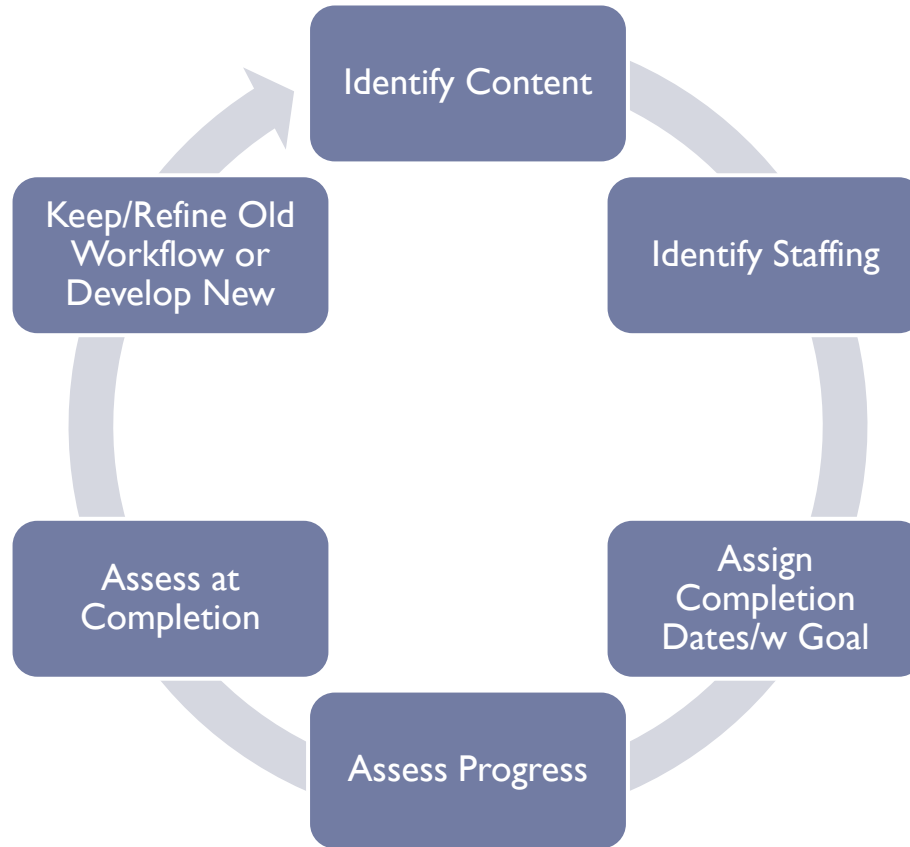 Identify Content
Identify Staffing
Assign
Completion
Dates/w Goal
Assess Progress
Assess at
Completion
Keep/Refine Old
Workflow or
Develop New